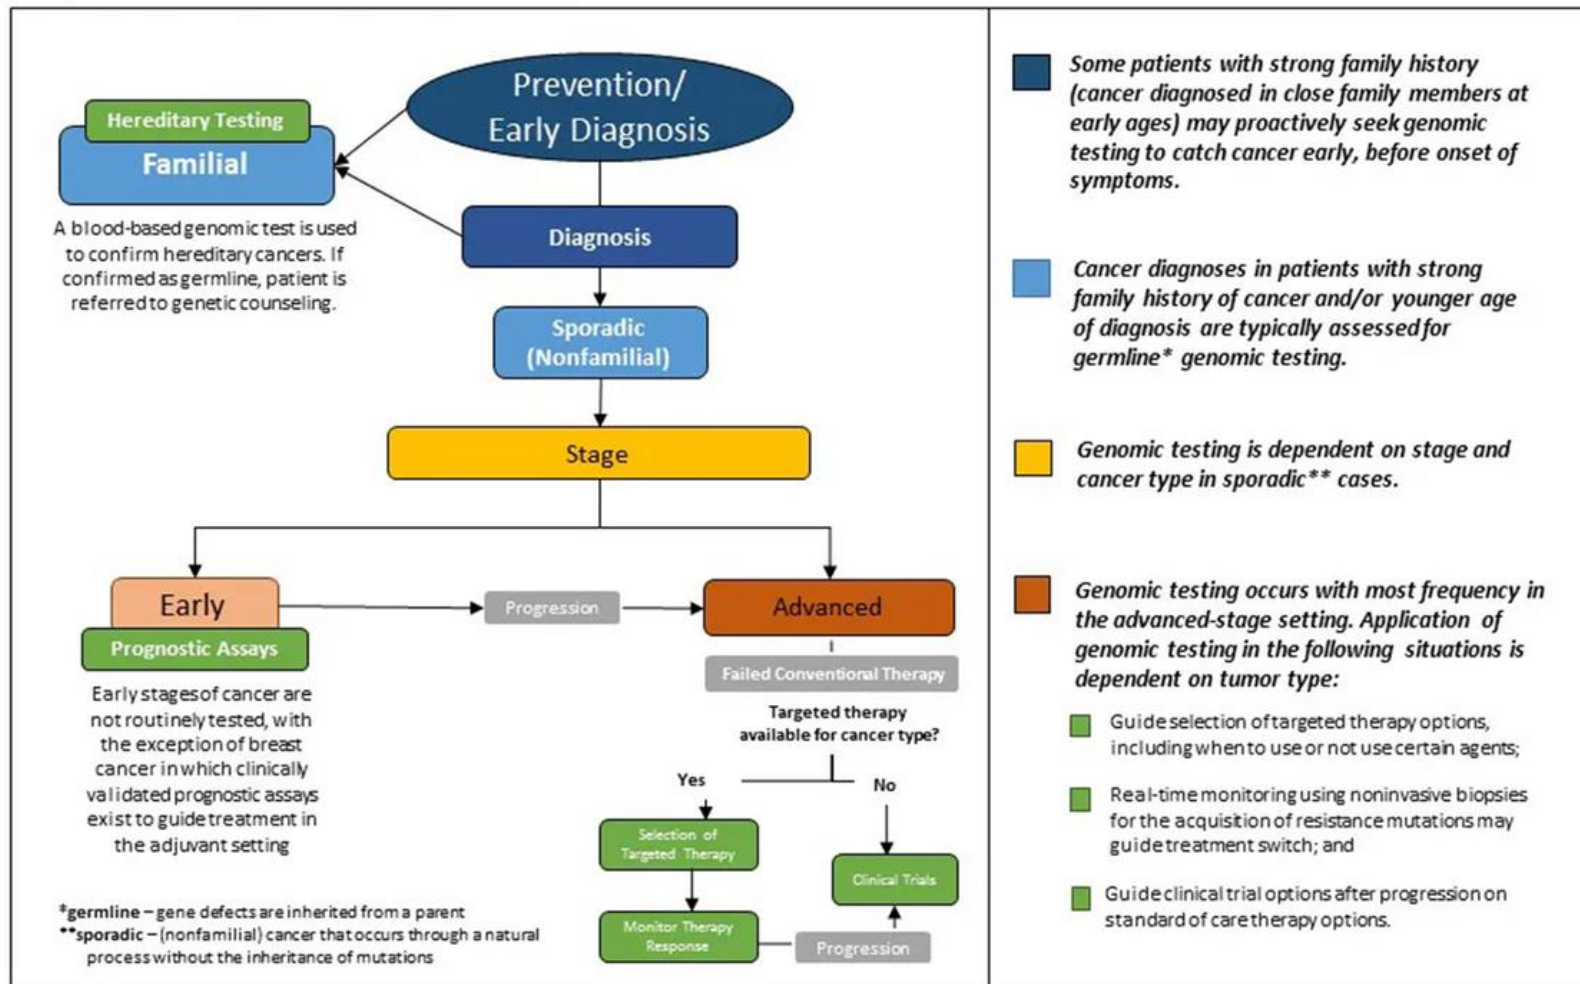 Prevention/
Early Diagnosis
Hereditary Testing
Familial
A blood-based genomic test is used
to confirm hereditary cancers. If
confirmed as germline, patient is
referred to genetic counseling.
Diagnosis
Sporadic
(Nonfamilial)
Stage
Early
Prognostic Assays
Early stages of cancer are
not routinely tested, with
the exception of breast
cancer in which clinically
validated prognostic assays
exist to guide treatment in
the adjuvant setting
Progression
Advanced
Failed Conventional Therapy
Targeted therapy
available for cancer type?
Yes
No
Selection of
Targeted Therapy
Clinical Trials
Monitor Therapy
Response
Progression
*germline – gene defects are inherited from a parent
**sporadic – (nonfamilial) cancer that occurs through a natural
process without the inheritance of mutations
Some patients with strong family history
(cancer diagnosed in close family members at
early ages) may proactively seek genomic
testing to catch cancer early, before onset of
symptoms.
Cancer diagnoses in patients with strong
family history of cancer and/or younger age
of diagnosis are typically assessed for
germline* genomic testing.
Genomic testing is dependent on stage and
cancer type in sporadic** cases.
Genomic testing occurs with most frequency in
the advanced-stage setting. Application of
genomic testing in the following situations is
dependent on tumor type:
Guide selection of targeted therapy options,
including when to use or not use certain agents;
Real-time monitoring using noninvasive biopsies
for the acquisition of resistance mutations may
guide treatment switch; and
Guide clinical trial options after progression on
standard of care therapy options.